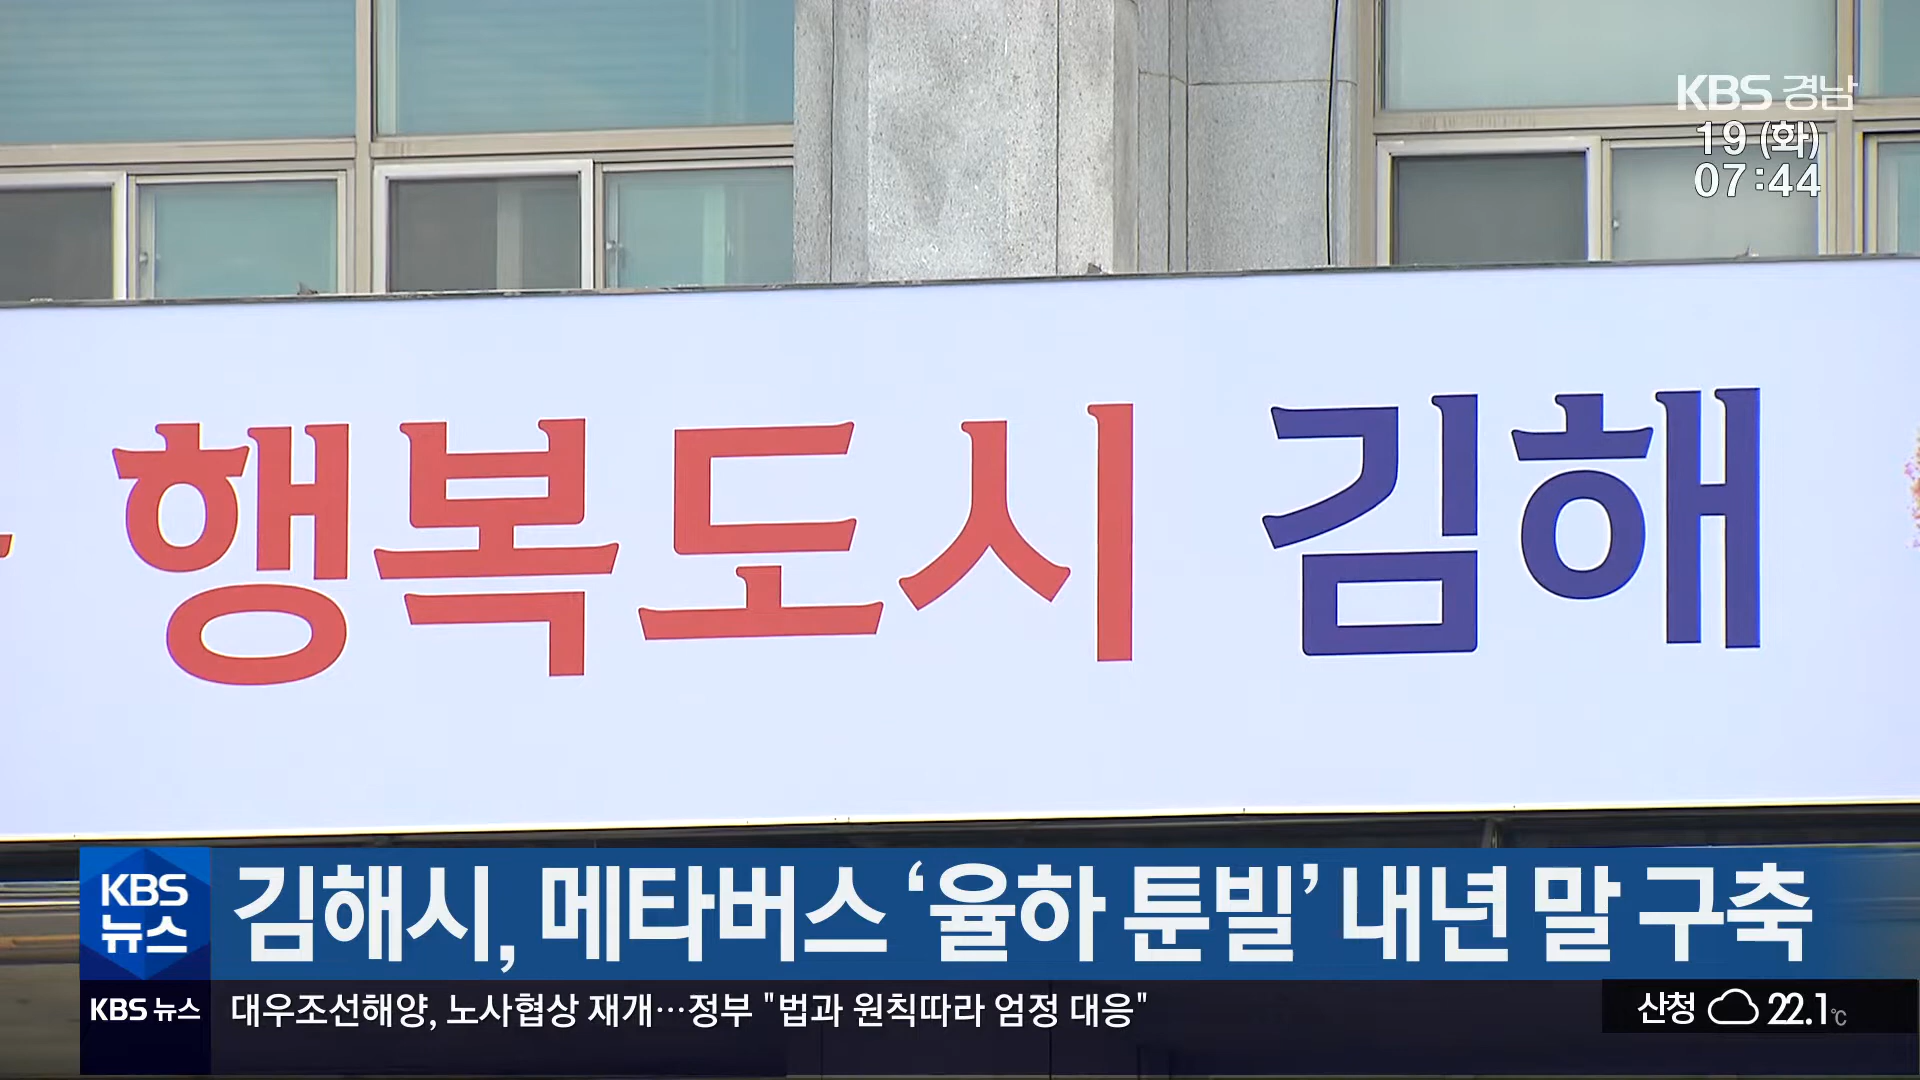 KBS 경남
19 (화)
07:44
행복도시 김해
KBS
뉴스
김해시, 메타버스 ‘율하 툰빌’ 내년 말 구축
KBS 뉴스
대우조선해양, 노사협상 재개…정부 "법과 원칙따라 엄정 대응"
산청 22.1℃